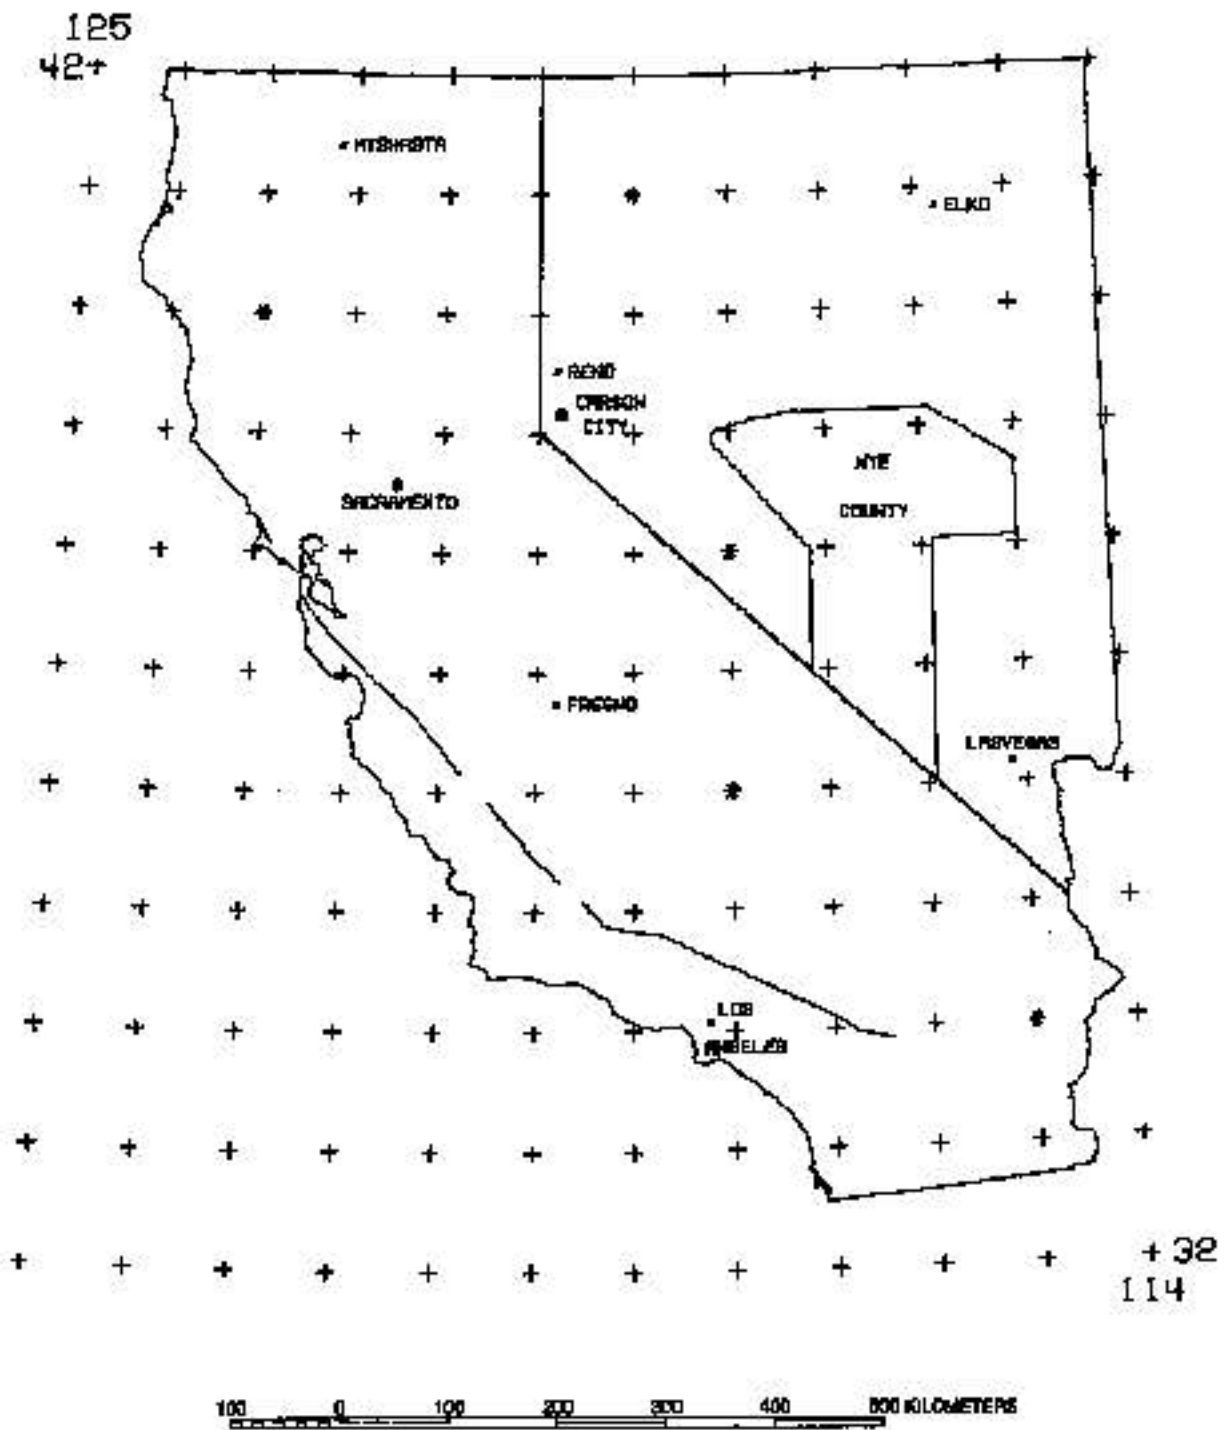 125
42+
MTSHASTA
ELKO
RENO
CARSON
CITY
NYE
SACRAMENTO
COUNTY
FRESNO
LASVEGAS
LOS
ANGELES
+32
114
100 0 100 200 300 400 500 KILOMETERS